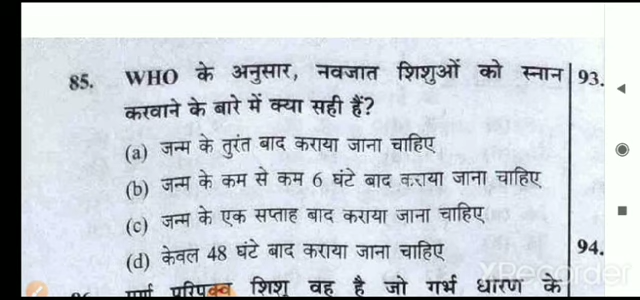 85. WHO के अनुसार, नवजात शिशुओं को स्नान
करवाने के बारे में क्या सही हैं?
(a) जन्म के तुरंत बाद कराया जाना चाहिए
(b) जन्म के कम से कम 6 घंटे बाद कराया जाना चाहिए
(c) जन्म के एक सप्ताह बाद कराया जाना चाहिए
(d) केवल 48 घंटे बाद कराया जाना चाहिए
पूर्ण परिपक्व शिशु वह है जो गर्भ धारण के
93.
94.
XRecorder